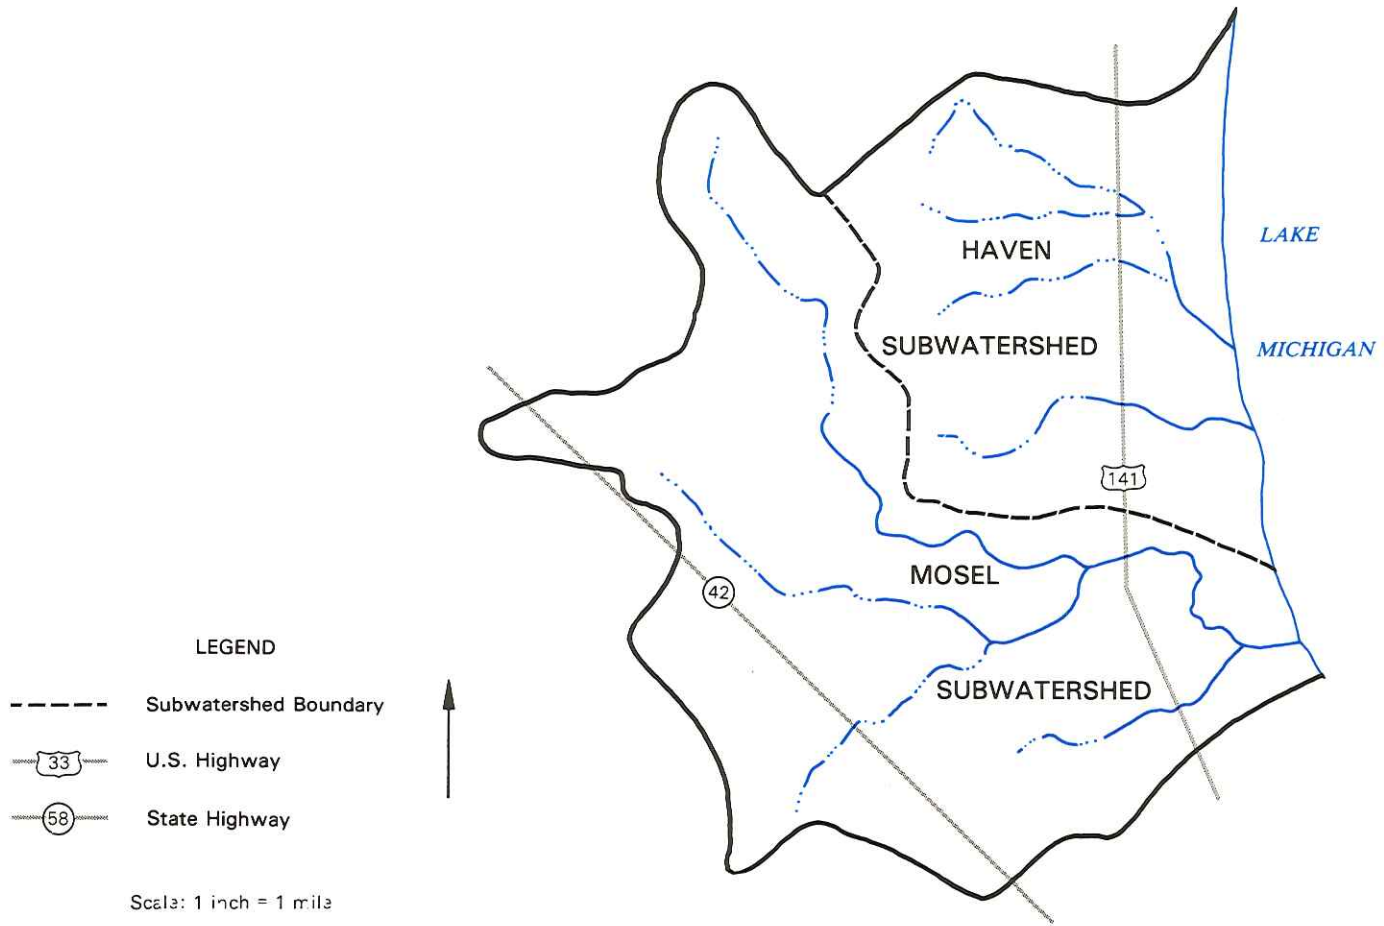 LAKE
HAVEN
SUBWATERSHED
MICHIGAN
141
MOSEL
42
SUBWATERSHED
LEGEND
Subwatershed Boundary
33 U.S. Highway
58 State Highway
Scale: 1 inch = 1 mile